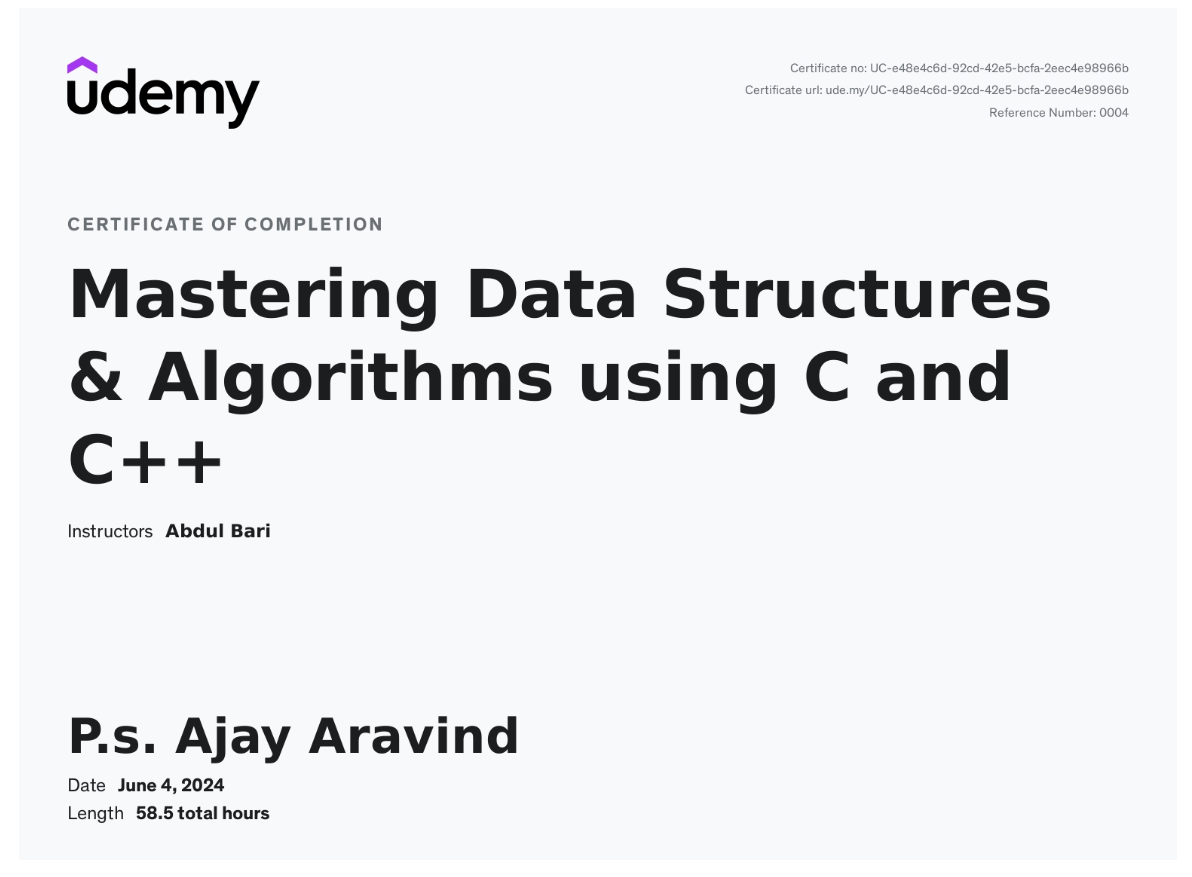 udemy
Certificate no: UC-e48e4c6d-92cd-42e5-bcfa-2eec4e98966b
Certificate url: ude.my/UC-e48e4c6d-92cd-42e5-bcfa-2eec4e98966b
Reference Number: 0004
CERTIFICATE OF COMPLETION
Mastering Data Structures
& Algorithms using C and
C++
Instructors Abdul Bari
P.s. Ajay Aravind
Date June 4, 2024
Length 58.5 total hours